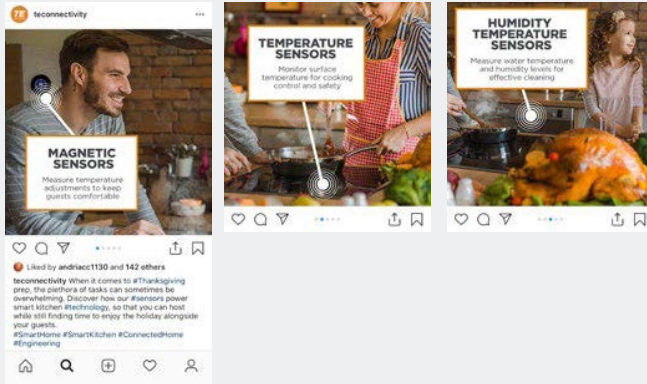 TE teconnectivity
MAGNETIC
SENSORS
Measure temperature
adjustments to keep
guests comfortable
Liked by andriacc1130 and 142 others
teconnectivity When it comes to #Thanksgiving
prep, the plethora of tasks can sometimes be
overwhelming. Discover how our #sensors power
smart kitchen #technology, so that you can host
while still finding time to enjoy the holiday alongside
your guests.
#SmartHome #SmartKitchen #ConnectedHome
#Engineering
TEMPERATURE
SENSORS
Monitor surface
temperature for cooking
control and safety
HUMIDITY
TEMPERATURE
SENSORS
Measure water temperature
and humidity levels for
effective cleaning